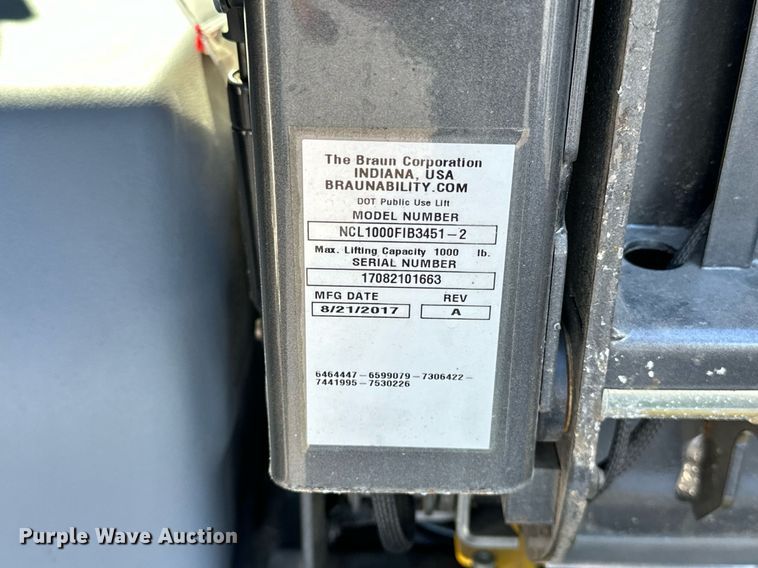 The Braun Corporation
INDIANA, USA
BRAUNABILITY.COM
DOT Public Use Lift
MODEL NUMBER
NCL1000FIB3451-2
Max. Lifting Capacity 1000 lb.
SERIAL NUMBER
17082101663
MFG DATE REV
8/21/2017 A
6464447-6599079-7306422-
7441995-7530226
Purple Wave Auction